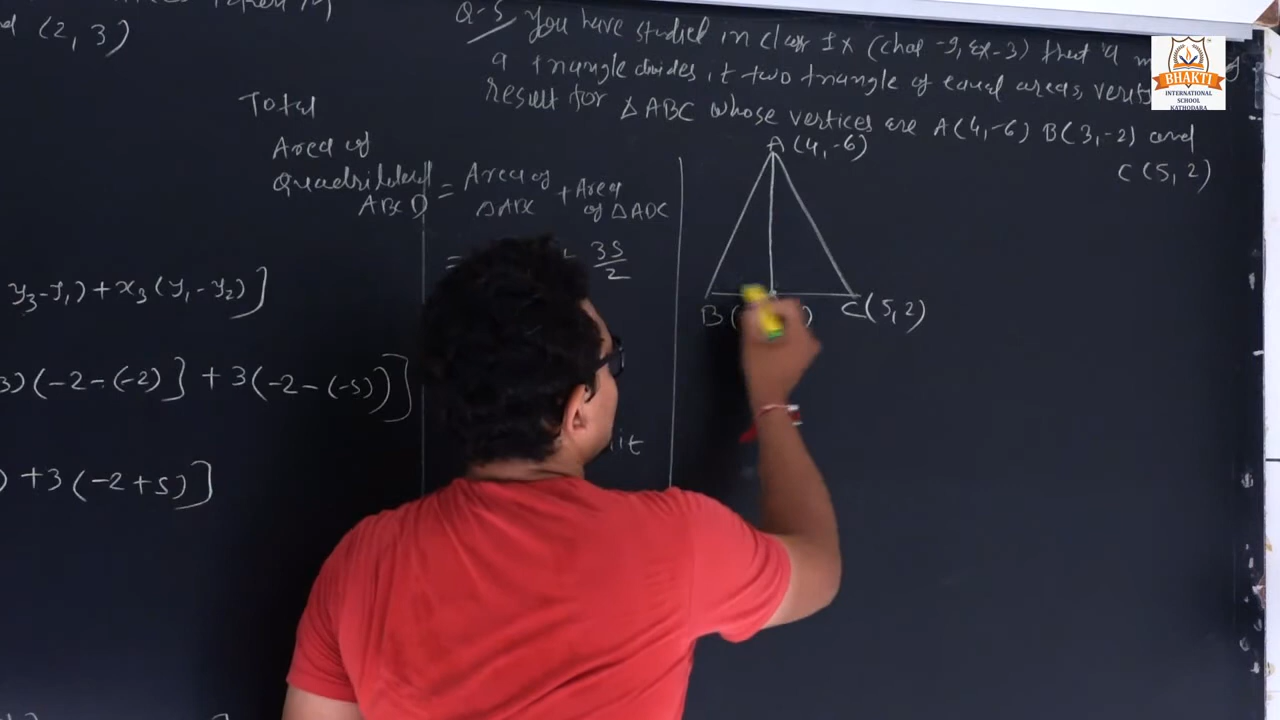 (2, 3)
Q-5 You have studied in class IX (chap-9, Ex-3) that 'a
a triangle divides it two triangle of equal areas, verify
result for △ABC whose vertices are A(4,-6) B(3,-2) and
C(5,2)
Total
Area of
Quadrilateral
ABCD
= Area of
△ABC
+ Area
of △ADC
=
35
2
y3-y1)+x3(y1-y2)]
3)(-2-(-2)] + 3(-2-(-5))]
) +3(-2+5)]
A(4,-6)
B(
)
C(5,2)
BHAKTI
INTERNATIONAL
SCHOOL
KATHODARA